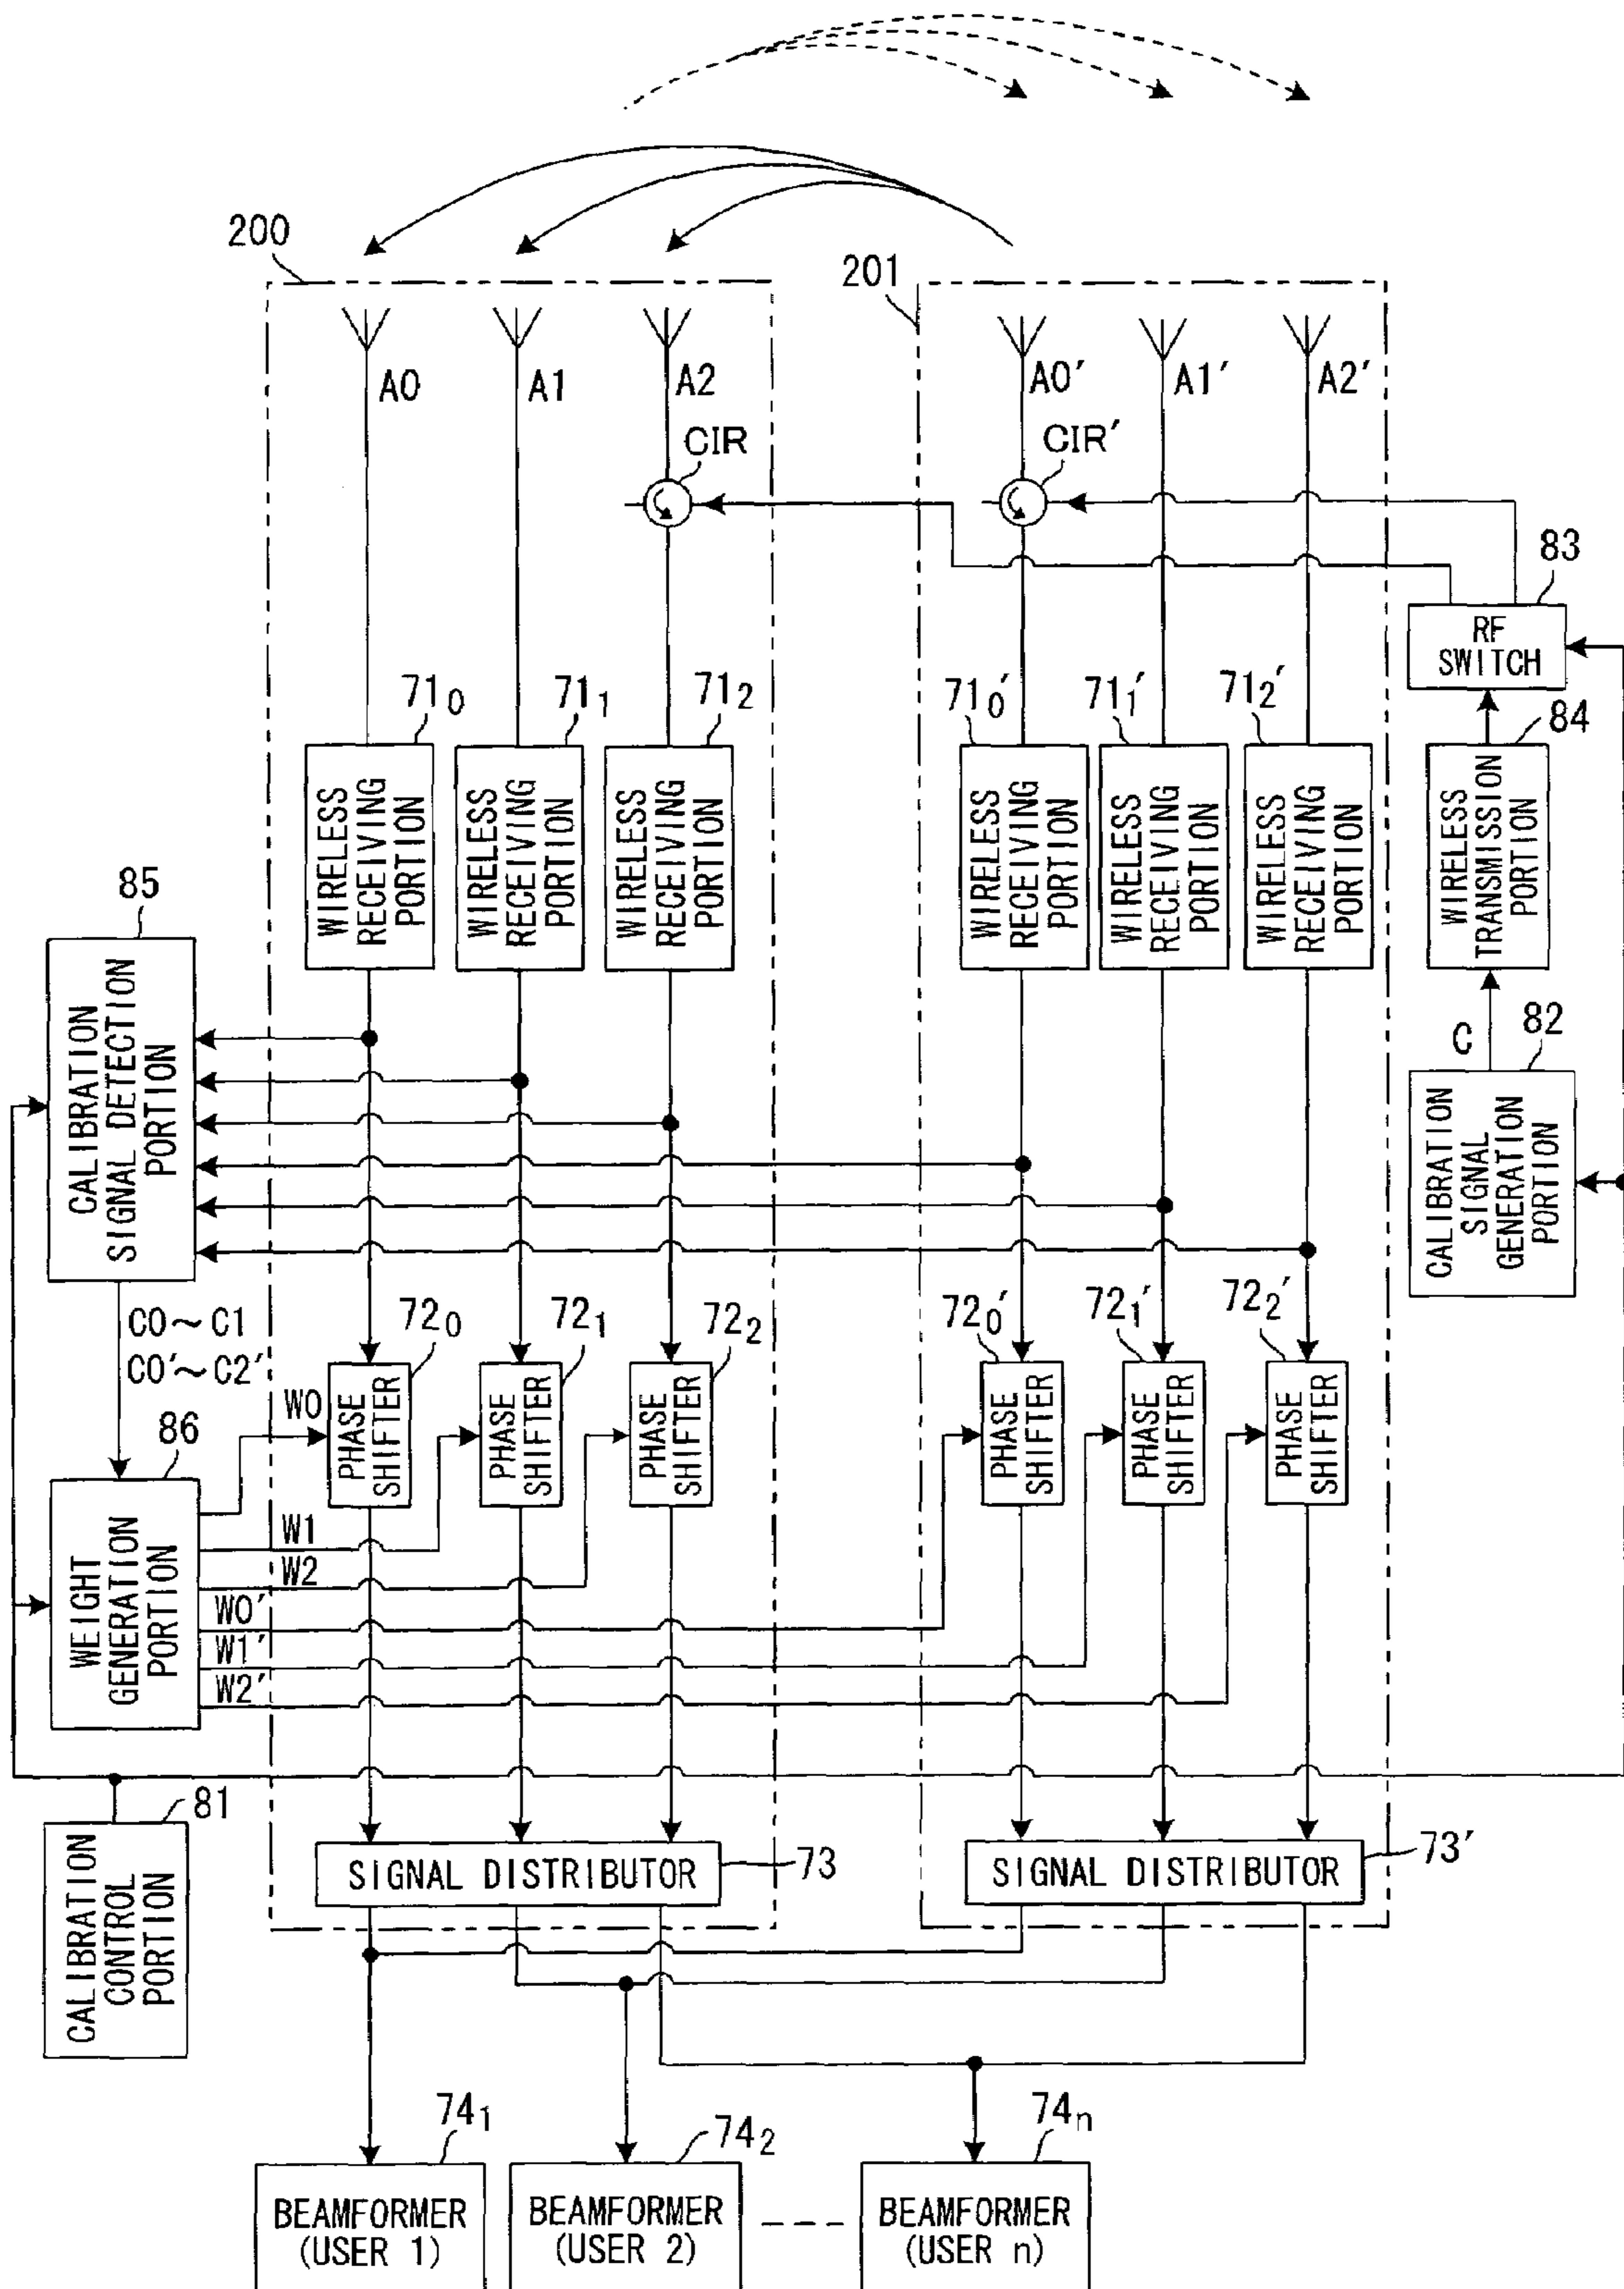 200
201
A0
A1
A2
A0'
A1'
A2'
CIR
CIR'
83
RF
SWITCH
71₀
71₁
71₂
71₀'
71₁'
71₂'
84
WIRELESS
RECEIVING
PORTION
WIRELESS
RECEIVING
PORTION
WIRELESS
RECEIVING
PORTION
WIRELESS
RECEIVING
PORTION
WIRELESS
RECEIVING
PORTION
WIRELESS
RECEIVING
PORTION
WIRELESS
TRANSMISSION
PORTION
85
CALIBRATION
SIGNAL DETECTION
PORTION
C
82
CALIBRATION
SIGNAL
GENERATION
PORTION
C0~C1
C0'~C2'
72₀
72₁
72₂
72₀'
72₁'
72₂'
86
W0
PHASE
SHIFTER
PHASE
SHIFTER
PHASE
SHIFTER
PHASE
SHIFTER
PHASE
SHIFTER
PHASE
SHIFTER
WEIGHT
GENERATION
PORTION
W1
W2
W0'
W1'
W2'
81
CALIBRATION
CONTROL
PORTION
SIGNAL DISTRIBUTOR
73
SIGNAL DISTRIBUTOR
73'
74₁
74₂
74n
BEAMFORMER
(USER 1)
BEAMFORMER
(USER 2)
BEAMFORMER
(USER n)